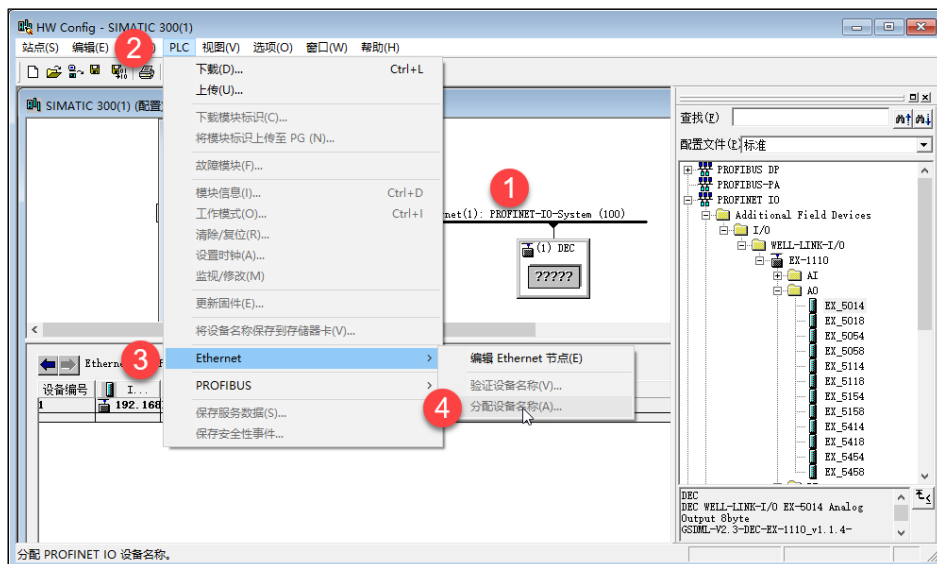 HW Config - SIMATIC 300(1)
站点(S) 编辑(E) 2 PLC 视图(V) 选项(O) 窗口(W) 帮助(H)
SIMATIC 300(1) (配置
下载(D)... Ctrl+L
上传(U)...
下载模块标识(C)...
将模块标识上传至 PG (N)...
故障模块(F)...
模块信息(I)... Ctrl+D
工作模式(O)... Ctrl+I
清除/复位(R)...
设置时钟(A)...
监视/修改(M)
更新固件(E)...
将设备名称保存到存储器卡(V)...
3 Ethernet
PROFIBUS
保存服务数据(S)...
保存安全性事件...
编辑 Ethernet 节点(E)
验证设备名称(V)...
4 分配设备名称(A)...
1
net(1): PROFINET-IO-System (100)
(1) DEC
?????
Ethern
设备编号 I...
1 192.168
查找(F)
配置文件(E) 标准
PROFIBUS DP
PROFIBUS-PA
PROFINET IO
Additional Field Devices
I/O
WELL-LINK-I/O
EX-1110
AI
AO
EX_5014
EX_5018
EX_5054
EX_5058
EX_5114
EX_5118
EX_5154
EX_5158
EX_5414
EX_5418
EX_5454
EX_5458
DEC
DEC WELL-LINK-I/O EX-5014 Analog
Output 8byte
GSDML-V2.3-DEC-EX-1110_v1.1.4-
分配 PROFINET IO 设备名称。